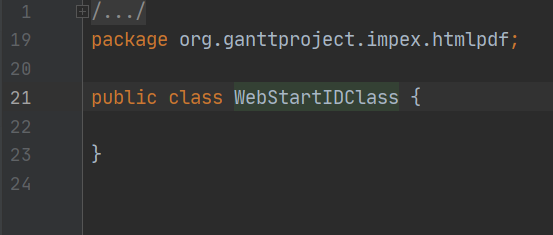 1 /.../
19 package org.ganttproject.impex.htmlpdf;
20
21 public class WebStartIDClass {
22
23 }
24